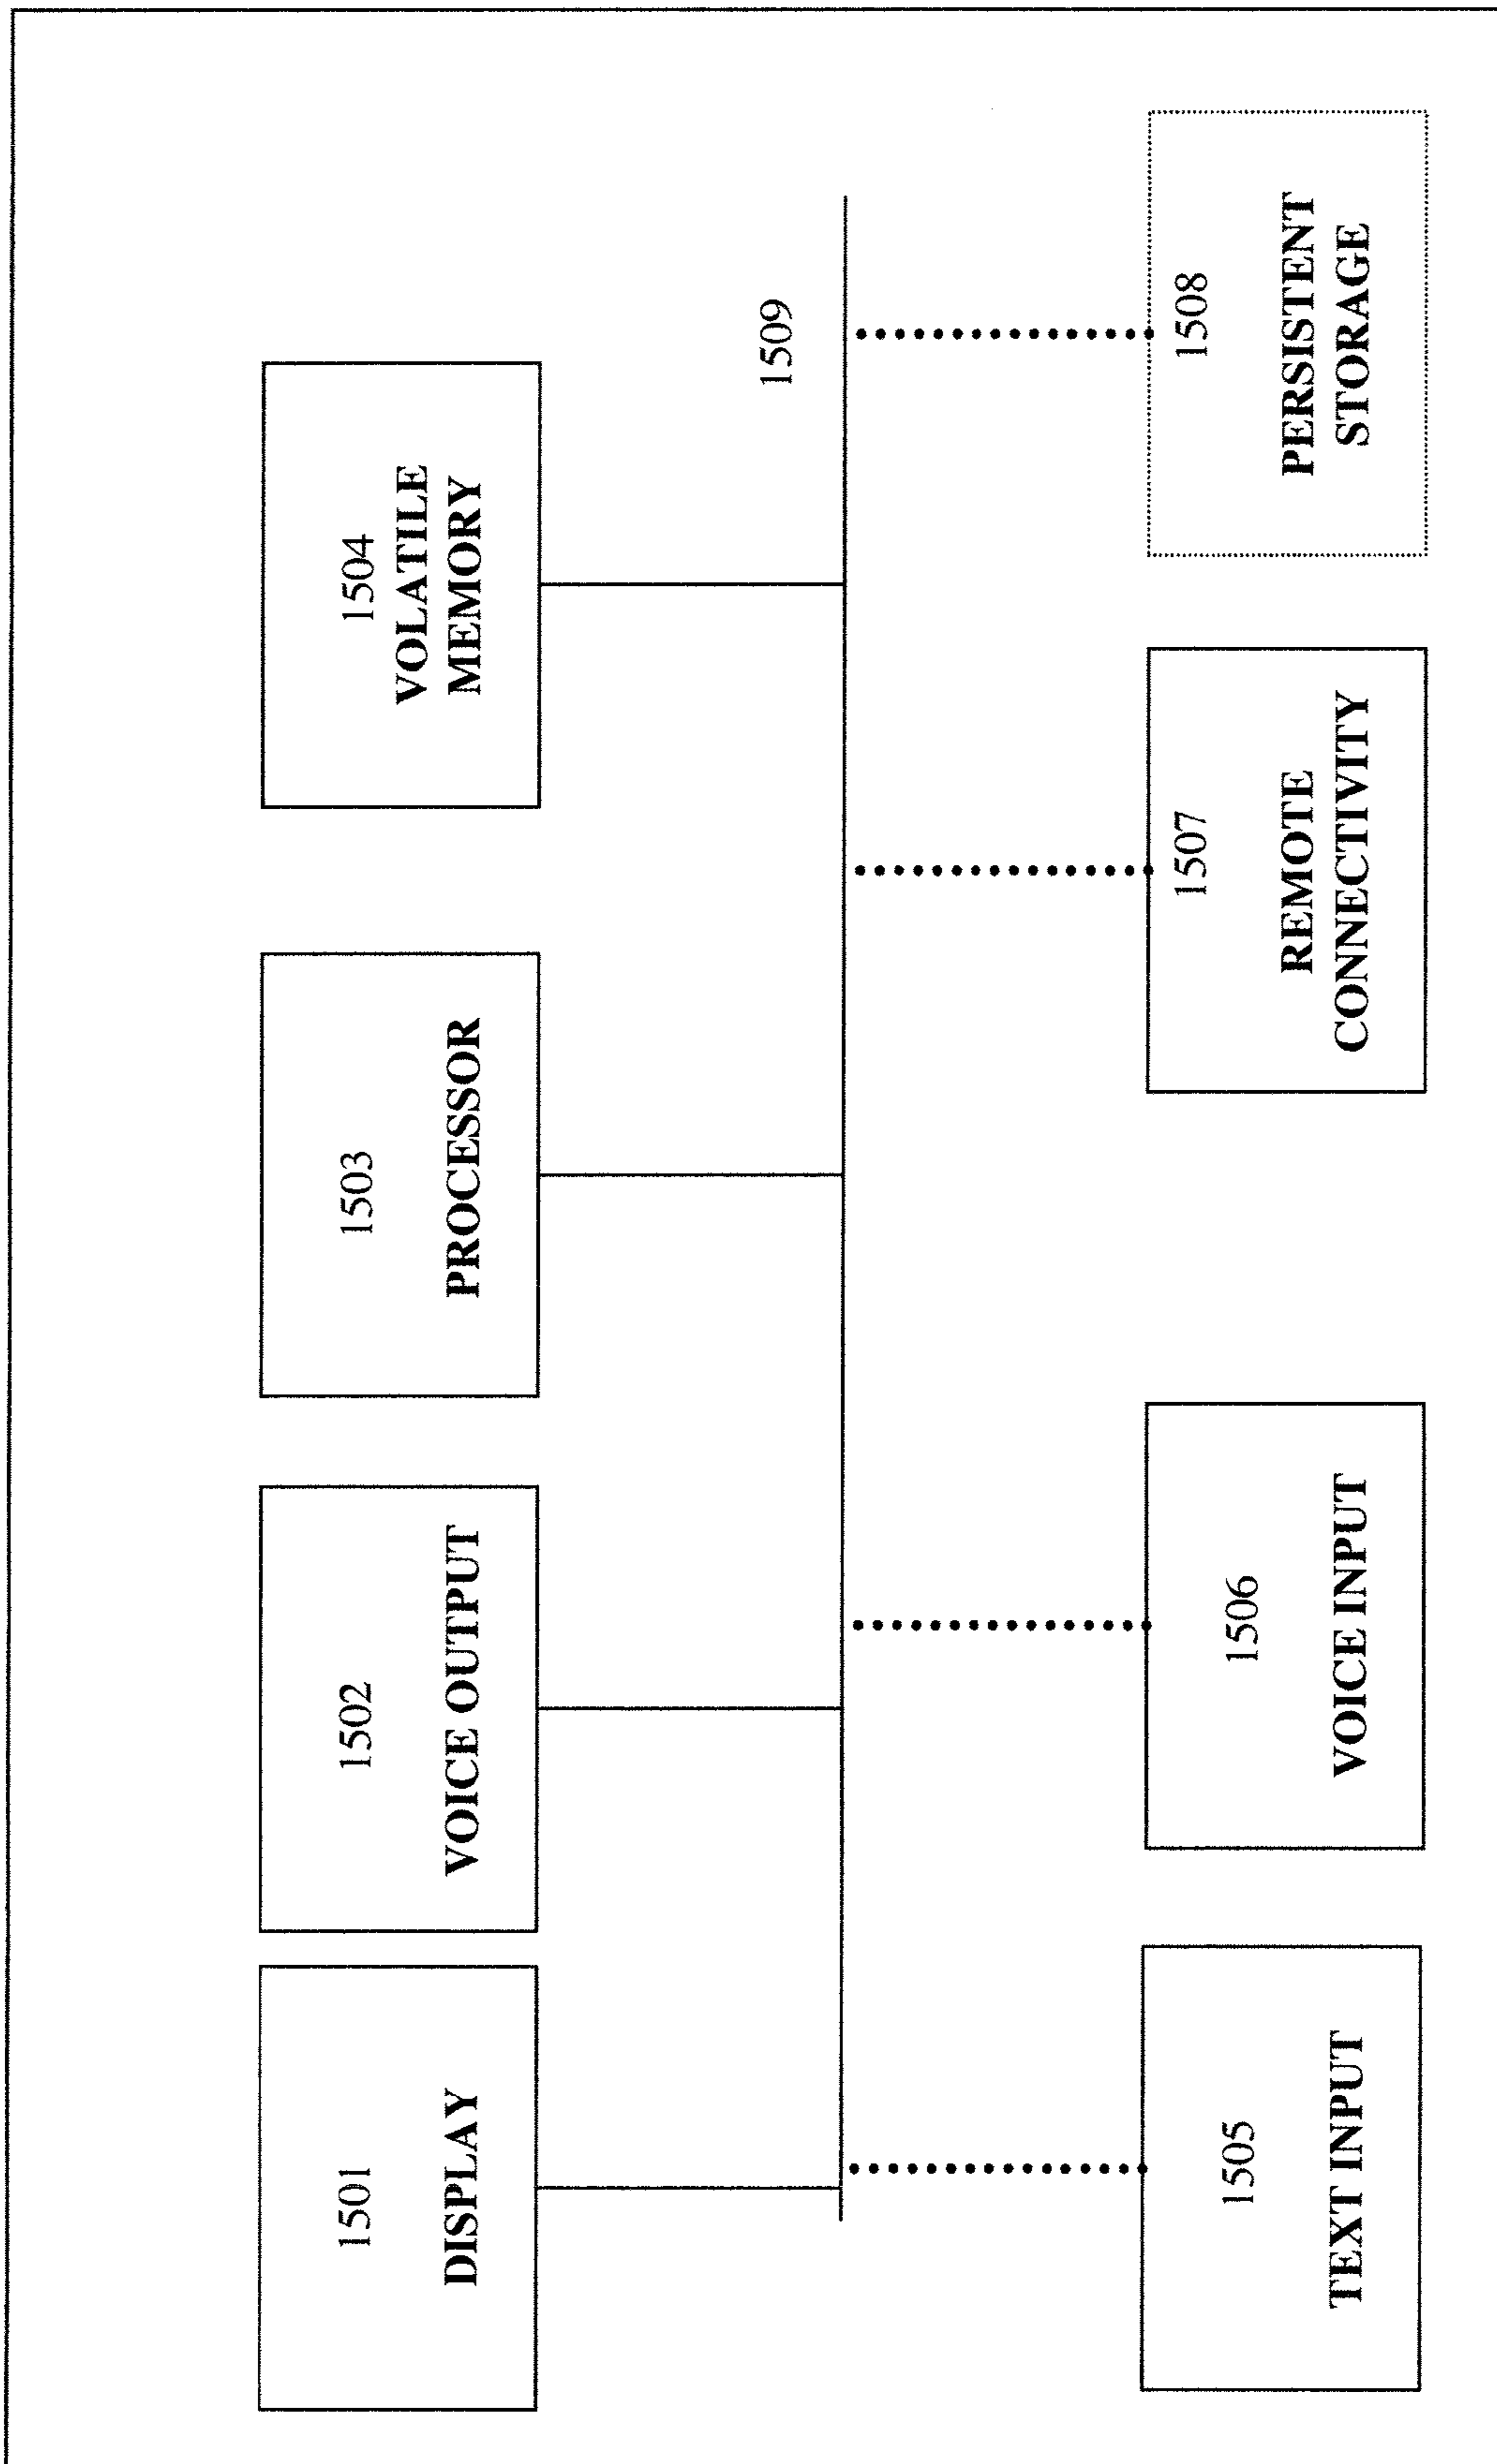 1501
DISPLAY
1502
VOICE OUTPUT
1503
PROCESSOR
1504
VOLATILE
MEMORY
1509
1505
TEXT INPUT
1506
VOICE INPUT
1507
REMOTE
CONNECTIVITY
1508
PERSISTENT
STORAGE